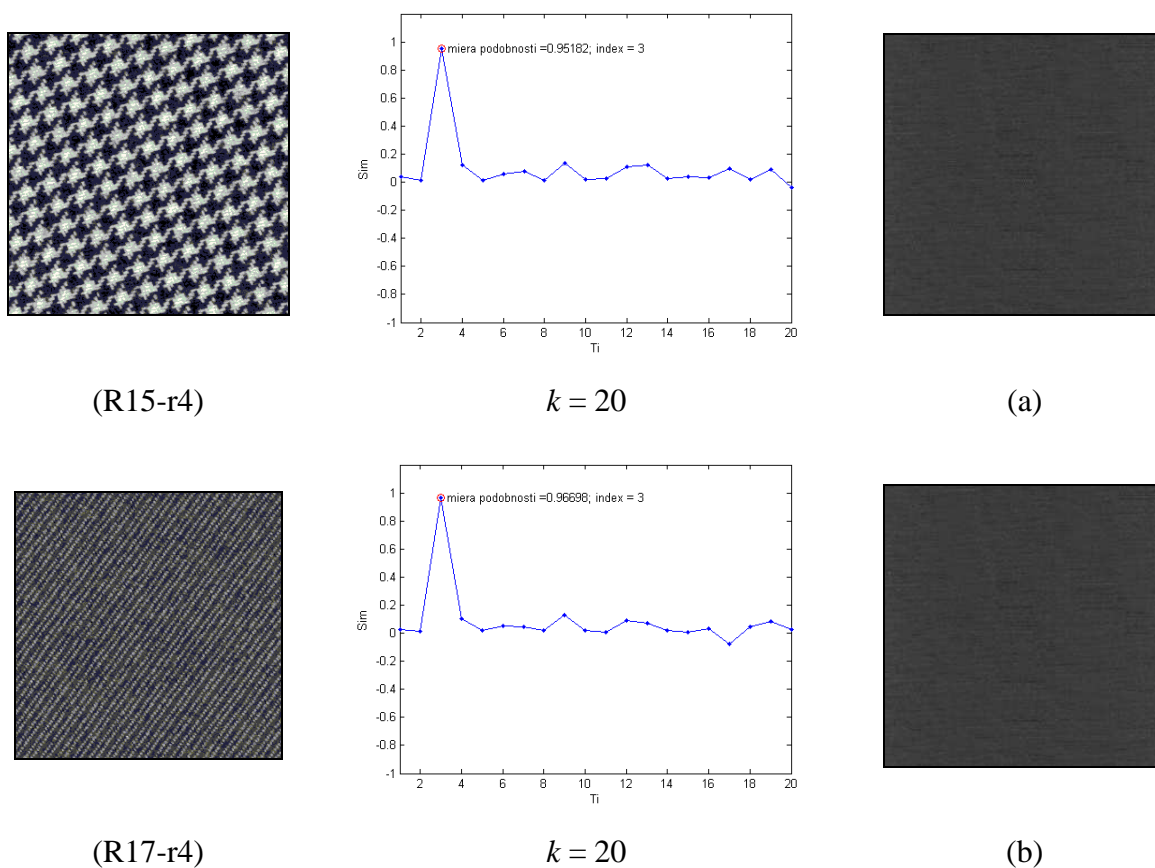 1
0.8
0.6
0.4
0.2
0
-0.2
-0.4
-0.6
-0.8
-1
Sim
miera podobnosti =0.95182; index = 3
2 4 6 8 10 12 14 16 18 20
Ti
(R15-r4) k = 20 (a)
1
0.8
0.6
0.4
0.2
0
-0.2
-0.4
-0.6
-0.8
-1
Sim
miera podobnosti =0.96698; index = 3
2 4 6 8 10 12 14 16 18 20
Ti
(R17-r4) k = 20 (b)